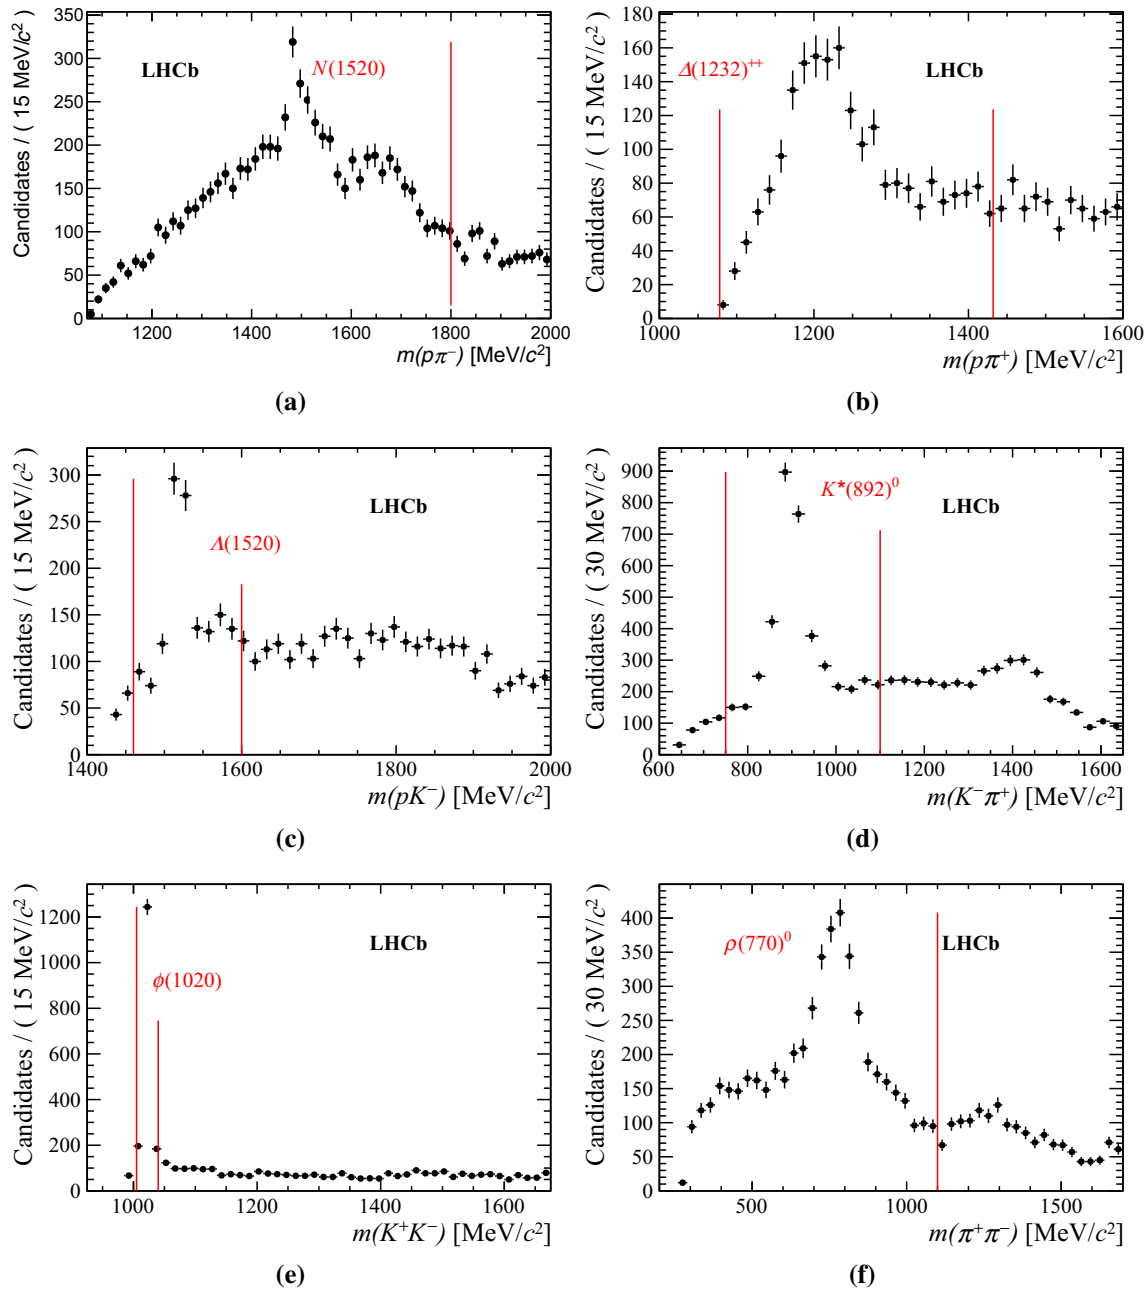 Candidates / ( 15 MeV/c²)
350
300
250
200
150
100
50
0
LHCb
N(1520)
1200 1400 1600 1800 2000
m(pπ⁻) [MeV/c²]
(a)
Candidates / ( 15 MeV/c²)
180
160
140
120
100
80
60
40
20
0
Δ(1232)⁺⁺
LHCb
1000 1200 1400 1600
m(pπ⁺) [MeV/c²]
(b)
Candidates / ( 15 MeV/c²)
300
250
200
150
100
50
0
LHCb
Λ(1520)
1400 1600 1800 2000
m(pK⁻) [MeV/c²]
(c)
Candidates / ( 30 MeV/c²)
900
800
700
600
500
400
300
200
100
0
K*(892)⁰
LHCb
600 800 1000 1200 1400 1600
m(K⁻π⁺) [MeV/c²]
(d)
Candidates / ( 15 MeV/c²)
1200
1000
800
600
400
200
0
LHCb
ϕ(1020)
1000 1200 1400 1600
m(K⁺K⁻) [MeV/c²]
(e)
Candidates / ( 30 MeV/c²)
400
350
300
250
200
150
100
50
0
ρ(770)⁰
LHCb
500 1000 1500
m(π⁺π⁻) [MeV/c²]
(f)